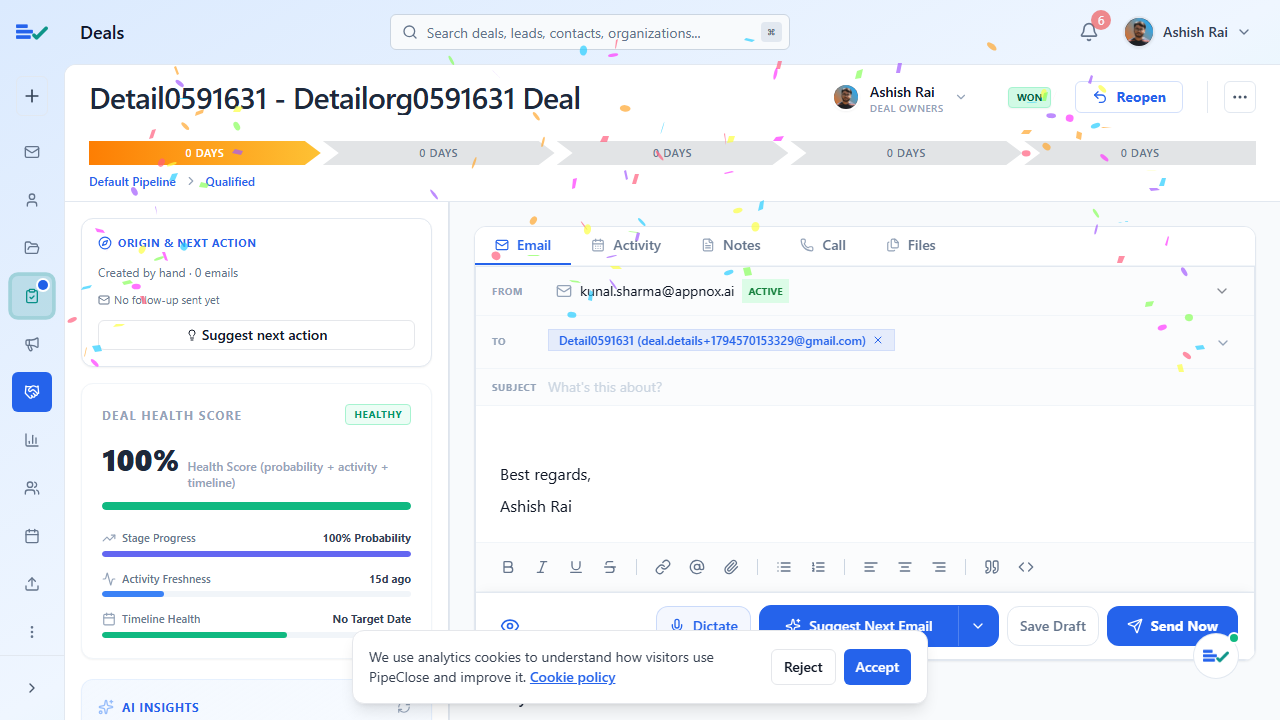 Deals
Search deals, leads, contacts, organizations...
⌘
6
Ashish Rai
Detail0591631 - Detailorg0591631 Deal
Ashish Rai
DEAL OWNERS
WON
Reopen
0 DAYS
0 DAYS
0 DAYS
0 DAYS
0 DAYS
Default Pipeline
Qualified
ORIGIN & NEXT ACTION
Created by hand · 0 emails
No follow-up sent yet
Suggest next action
DEAL HEALTH SCORE
HEALTHY
100%
Health Score (probability + activity +
timeline)
Stage Progress
100% Probability
Activity Freshness
15d ago
Timeline Health
No Target Date
AI INSIGHTS
Email
Activity
Notes
Call
Files
FROM
kunal.sharma@appnox.ai
ACTIVE
TO
Detail0591631 (deal.details+1794570153329@gmail.com)
SUBJECT
What's this about?
Best regards,
Ashish Rai
Dictate
Suggest Next Email
Save Draft
Send Now
We use analytics cookies to understand how visitors use
PipeClose and improve it. Cookie policy
Reject
Accept